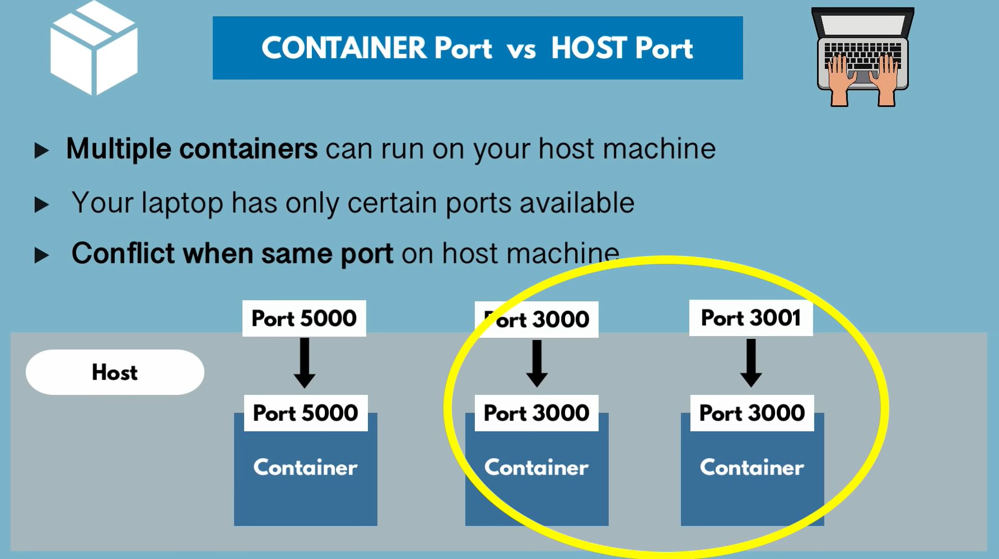 CONTAINER Port vs HOST Port
Multiple containers can run on your host machine
Your laptop has only certain ports available
Conflict when same port on host machine
Port 5000
Port 3000
Port 3001
Host
Port 5000
Port 3000
Port 3000
Container
Container
Container